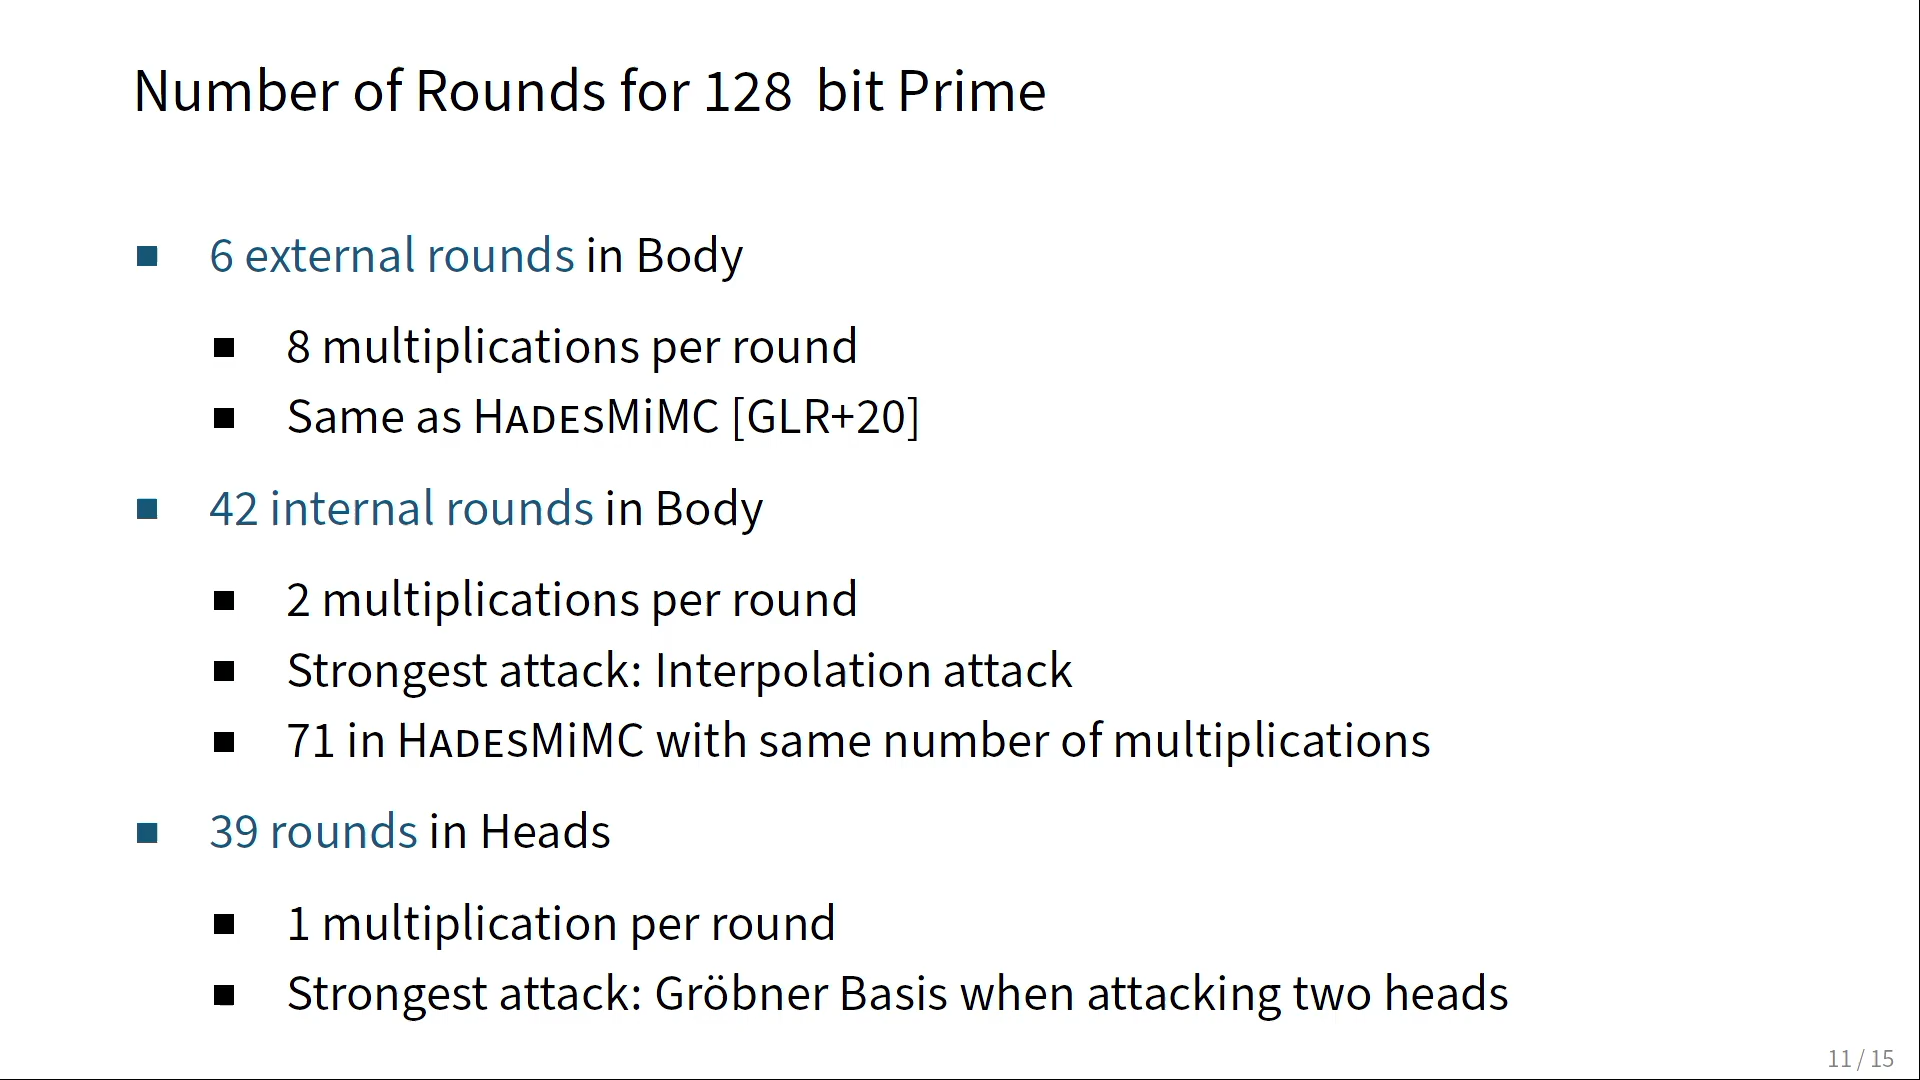 Number of Rounds for 128 bit Prime
6 external rounds in Body
8 multiplications per round
Same as HADESMiMC [GLR+20]
42 internal rounds in Body
2 multiplications per round
Strongest attack: Interpolation attack
71 in HADESMiMC with same number of multiplications
39 rounds in Heads
1 multiplication per round
Strongest attack: Gröbner Basis when attacking two heads
11 / 15